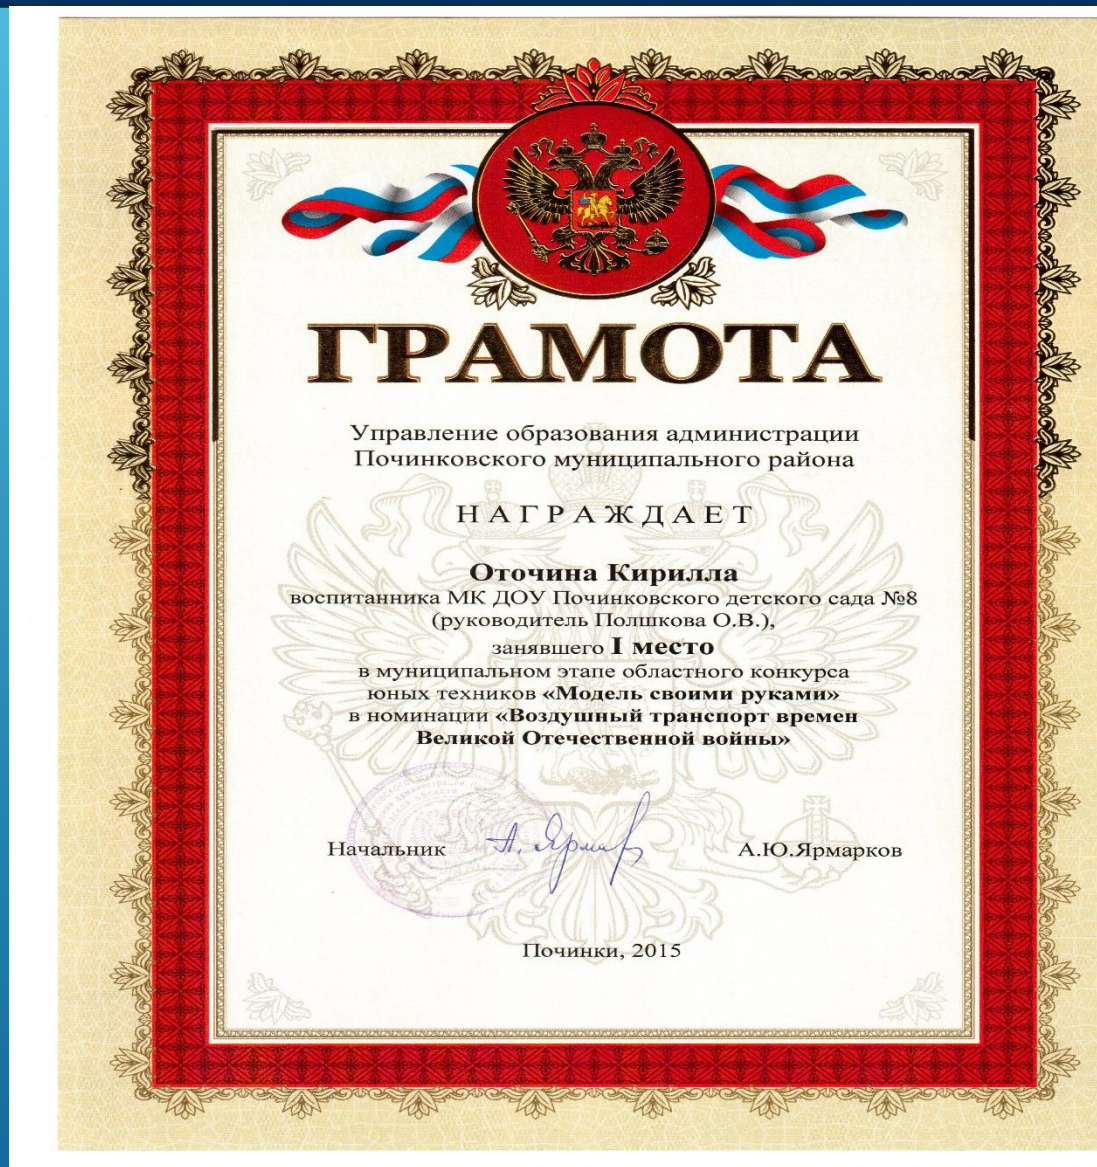 ГРАМОТА
Управление образования администрации
Починковского муниципального района
НАГРАЖДАЕТ
Оточина Кирилла
воспитанника МК ДОУ Починковского детского сада №8
(руководитель Полшкова О.В.),
занявшего I место
в муниципальном этапе областного конкурса
юных техников «Модель своими руками»
в номинации «Воздушный транспорт времен
Великой Отечественной войны»
Начальник А. Ярмар А.Ю.Ярмарков
Починки, 2015